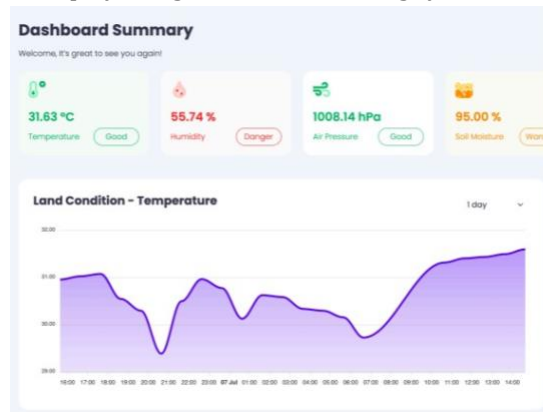 Dashboard Summary
Welcome, It's great to see you again!
31.63 °C
Temperature Good
55.74 %
Humidity Danger
1008.14 hPa
Air Pressure Good
95.00 %
Soil Moisture
Land Condition - Temperature
1 day
32.00
31.00
30.00
29.00
16:00 17:00 18:00 19:00 20:00 21:00 22:00 23:00 07 Jul 01:00 02:00 03:00 04:00 05:00 06:00 07:00 08:00 09:00 10:00 11:00 12:00 13:00 14:00